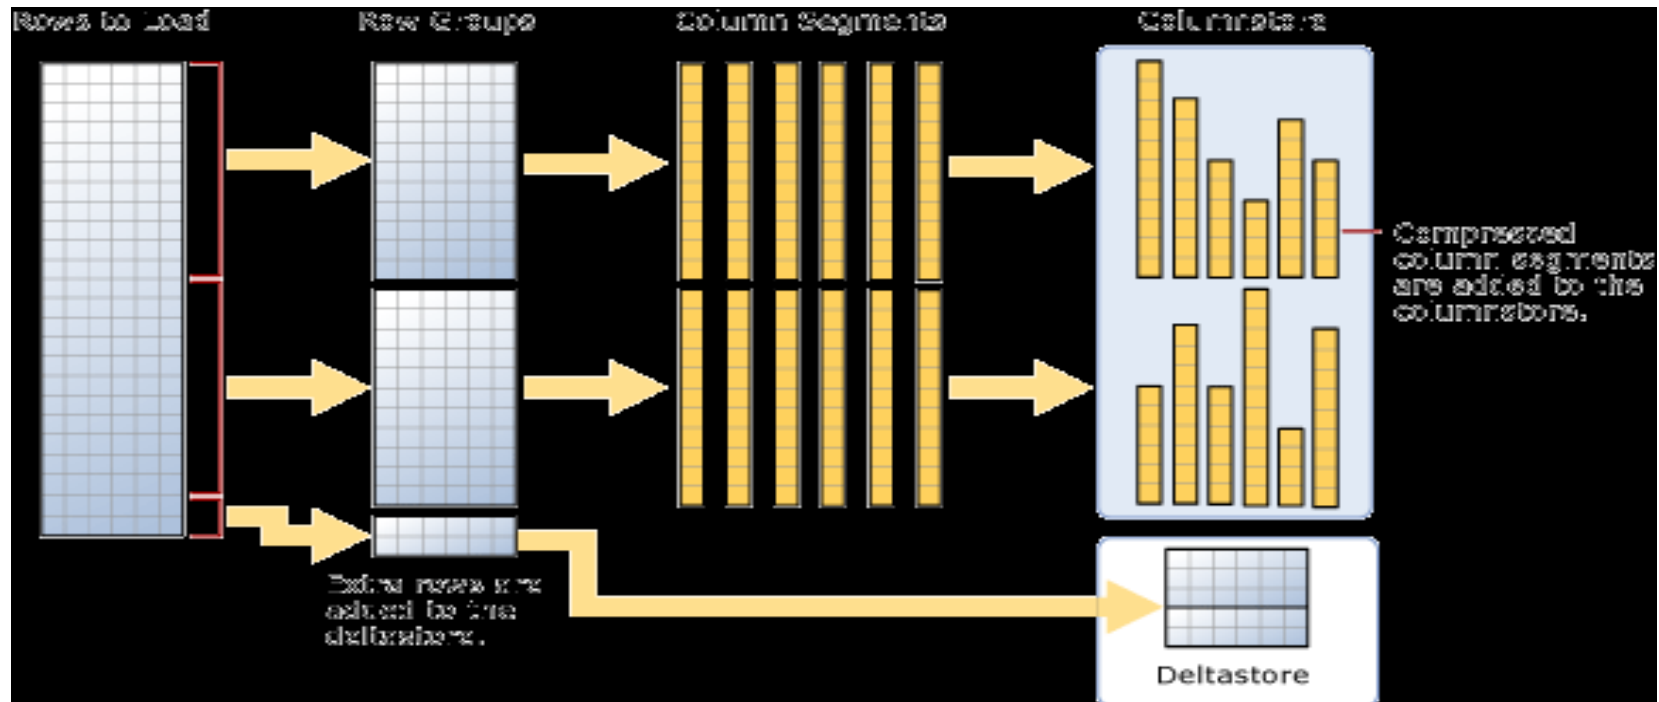 Rows to Load
Row Groups
Column Segments
Columnstore
Compressed
column segments
are added to the
columnstore.
Extra rows are
added to the
deltastore.
Deltastore